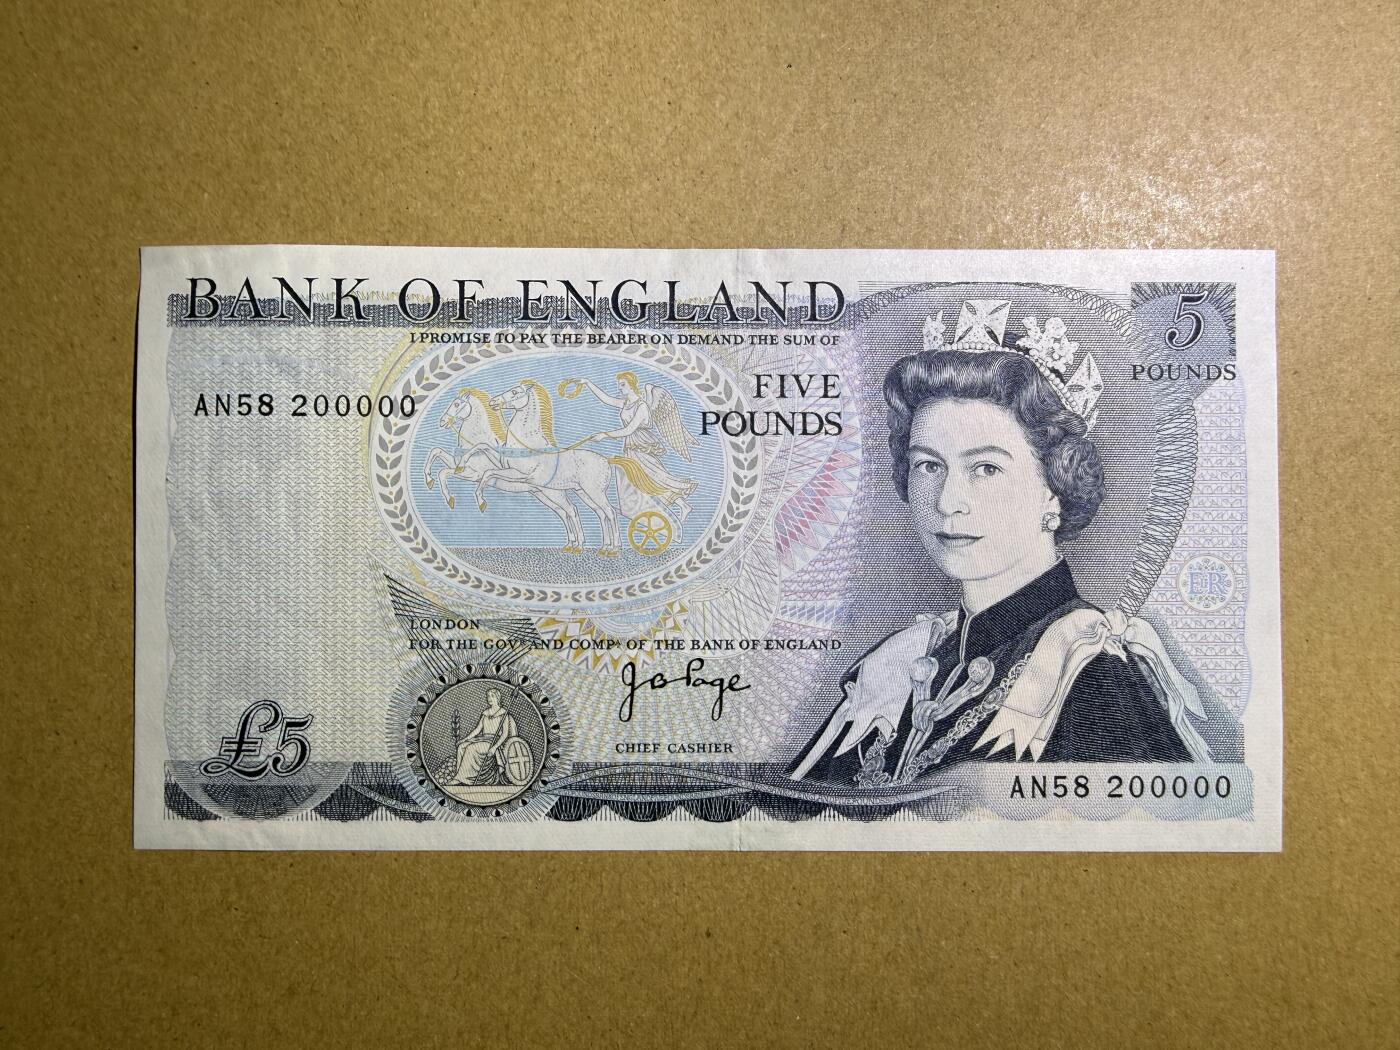 BANK OF ENGLAND
I PROMISE TO PAY THE BEARER ON DEMAND THE SUM OF
FIVE
POUNDS
5
POUNDS
AN58 200000
ER
LONDON
FOR THE GOVR AND COMPA OF THE BANK OF ENGLAND
J B Page
CHIEF CASHIER
£5
AN58 200000